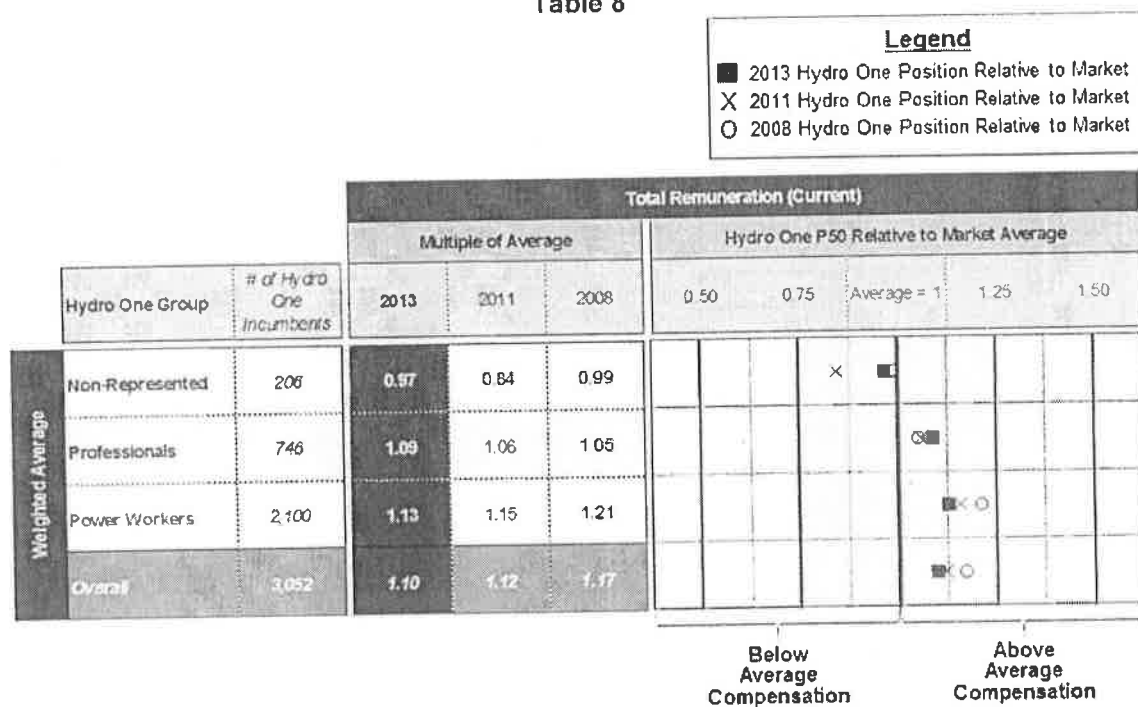 Table 8
Legend
■ 2013 Hydro One Position Relative to Market
X 2011 Hydro One Position Relative to Market
O 2008 Hydro One Position Relative to Market
Total Remuneration (Current)
Multiple of Average
Hydro One P50 Relative to Market Average
Hydro One Group
# of Hydro
One
Incumbents
2013 2011 2008
0.50 0.75 Average = 1 1.25 1.50
Weighted Average
Non-Represented 206 0.97 0.84 0.99
Professionals 746 1.09 1.06 1.05
Power Workers 2,100 1.13 1.15 1.21
Overall 3,052 1.10 1.12 1.17
Below
Average
Compensation
Above
Average
Compensation